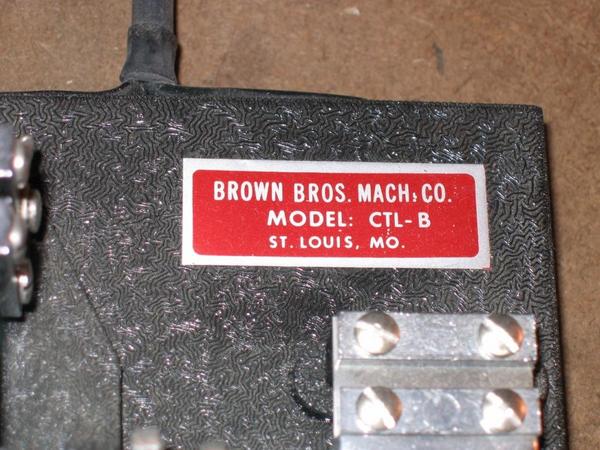 BROWN BROS. MACH. CO.
MODEL: CTL-B
ST. LOUIS, MO.